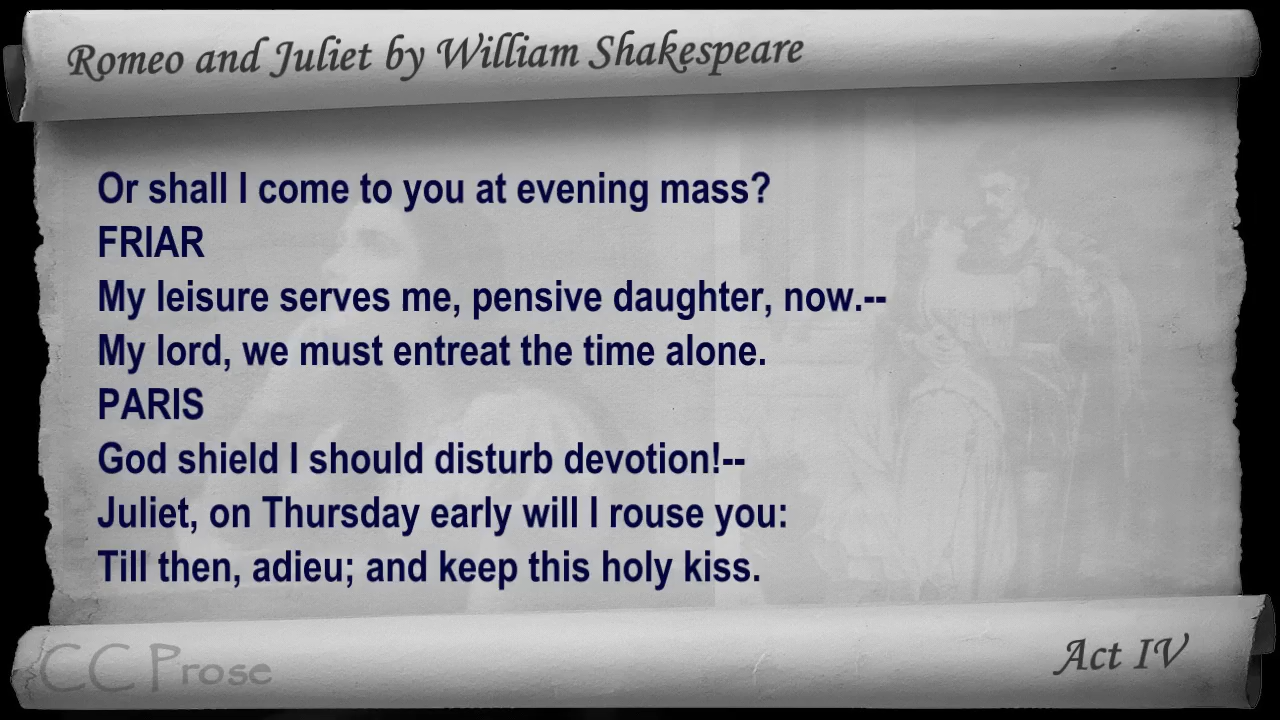 Romeo and Juliet by William Shakespeare
Or shall I come to you at evening mass?
FRIAR
My leisure serves me, pensive daughter, now.--
My lord, we must entreat the time alone.
PARIS
God shield I should disturb devotion!--
Juliet, on Thursday early will I rouse you:
Till then, adieu; and keep this holy kiss.
CC Prose
Act IV